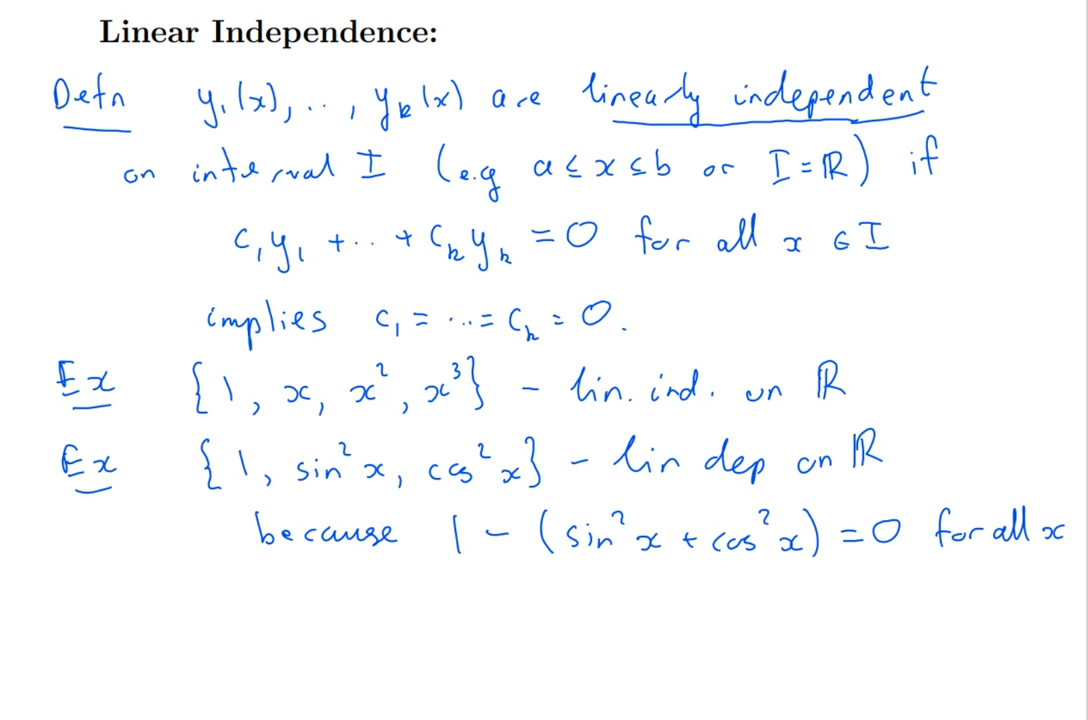 Linear Independence:
Defn y₁(x), .., yₖ(x) are linearly independent
on interval I (e.g a ≤ x ≤ b or I = ℝ) if
c₁y₁ + .. + cₖyₖ = 0 for all x ∈ I
implies c₁ = ... = cₖ = 0.
Ex {1, x, x², x³} - lin. ind. on ℝ
Ex {1, sin²x, cos²x} - lin dep on ℝ
because 1 - (sin²x + cos²x) = 0 for all x